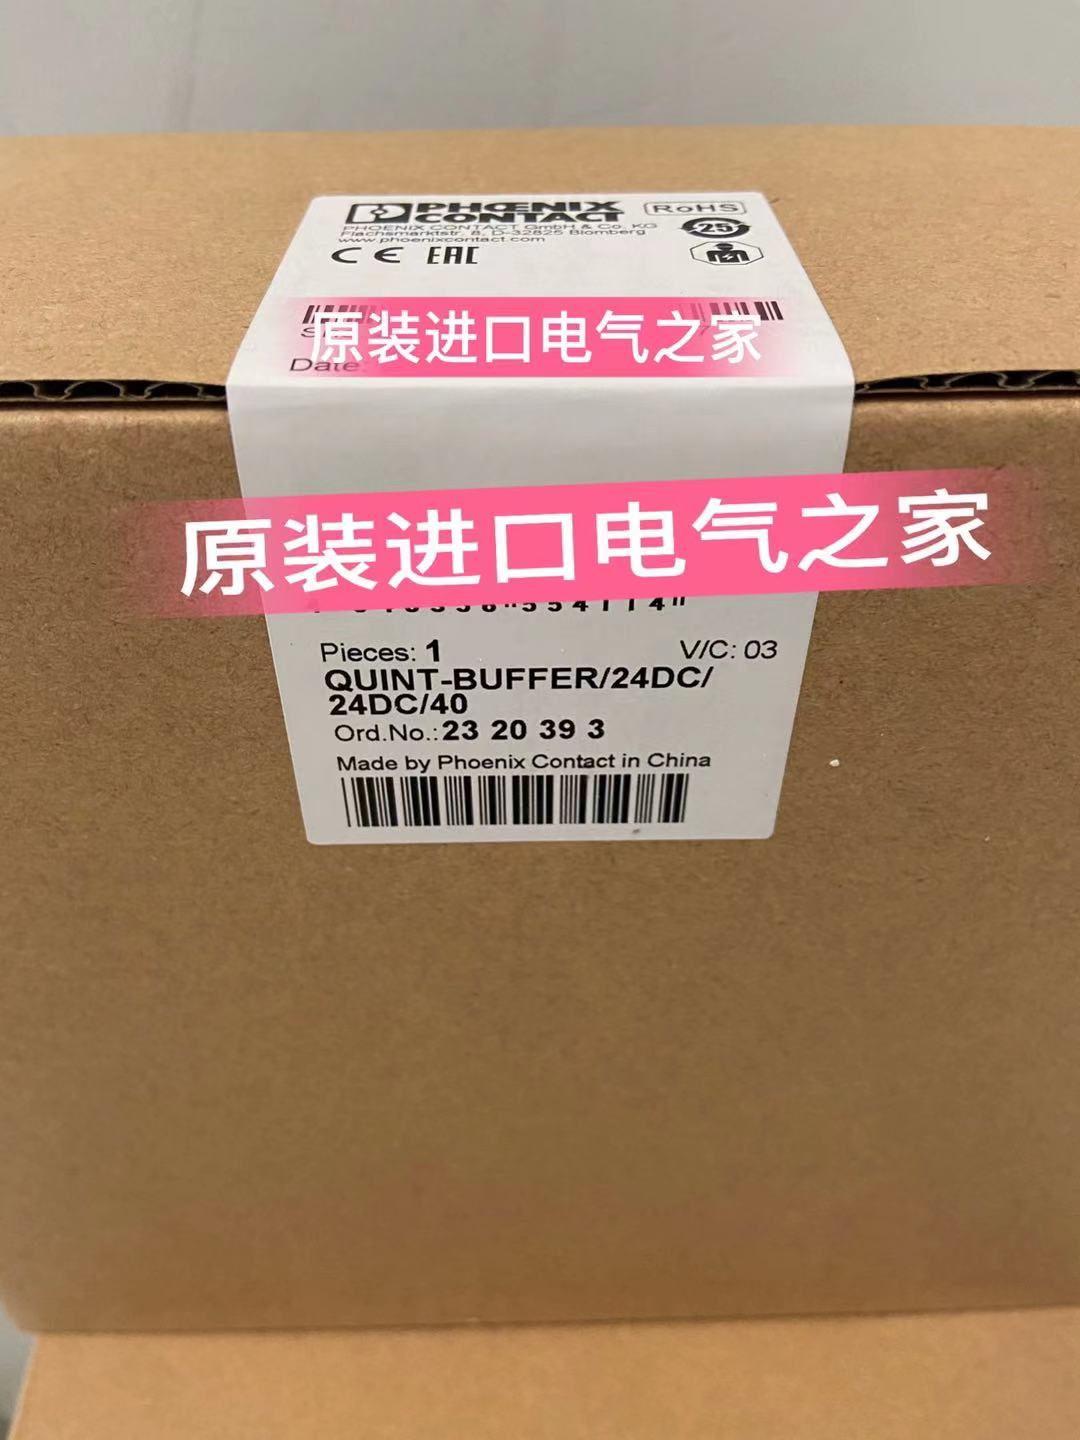 PHŒNIX
CONTACT
RoHS
PHOENIX CONTACT GmbH & Co. KG
Flachsmarktstr. 8, D-32825 Blomberg
www.phoenixcontact.com
25
CE EAC
原装进口电气之家
Date:
原装进口电气之家
Pieces: 1
V/C: 03
QUINT-BUFFER/24DC/
24DC/40
Ord.No.: 23 20 39 3
Made by Phoenix Contact in China